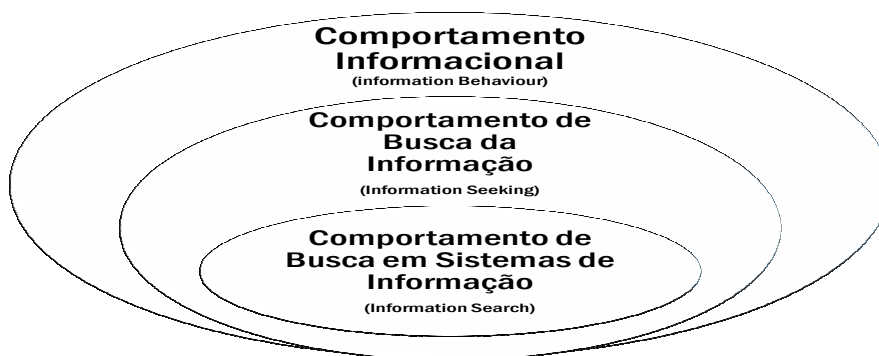 Comportamento
Informacional
(information Behaviour)
Comportamento de
Busca da
Informação
(Information Seeking)
Comportamento de
Busca em Sistemas de
Informação
(Information Search)